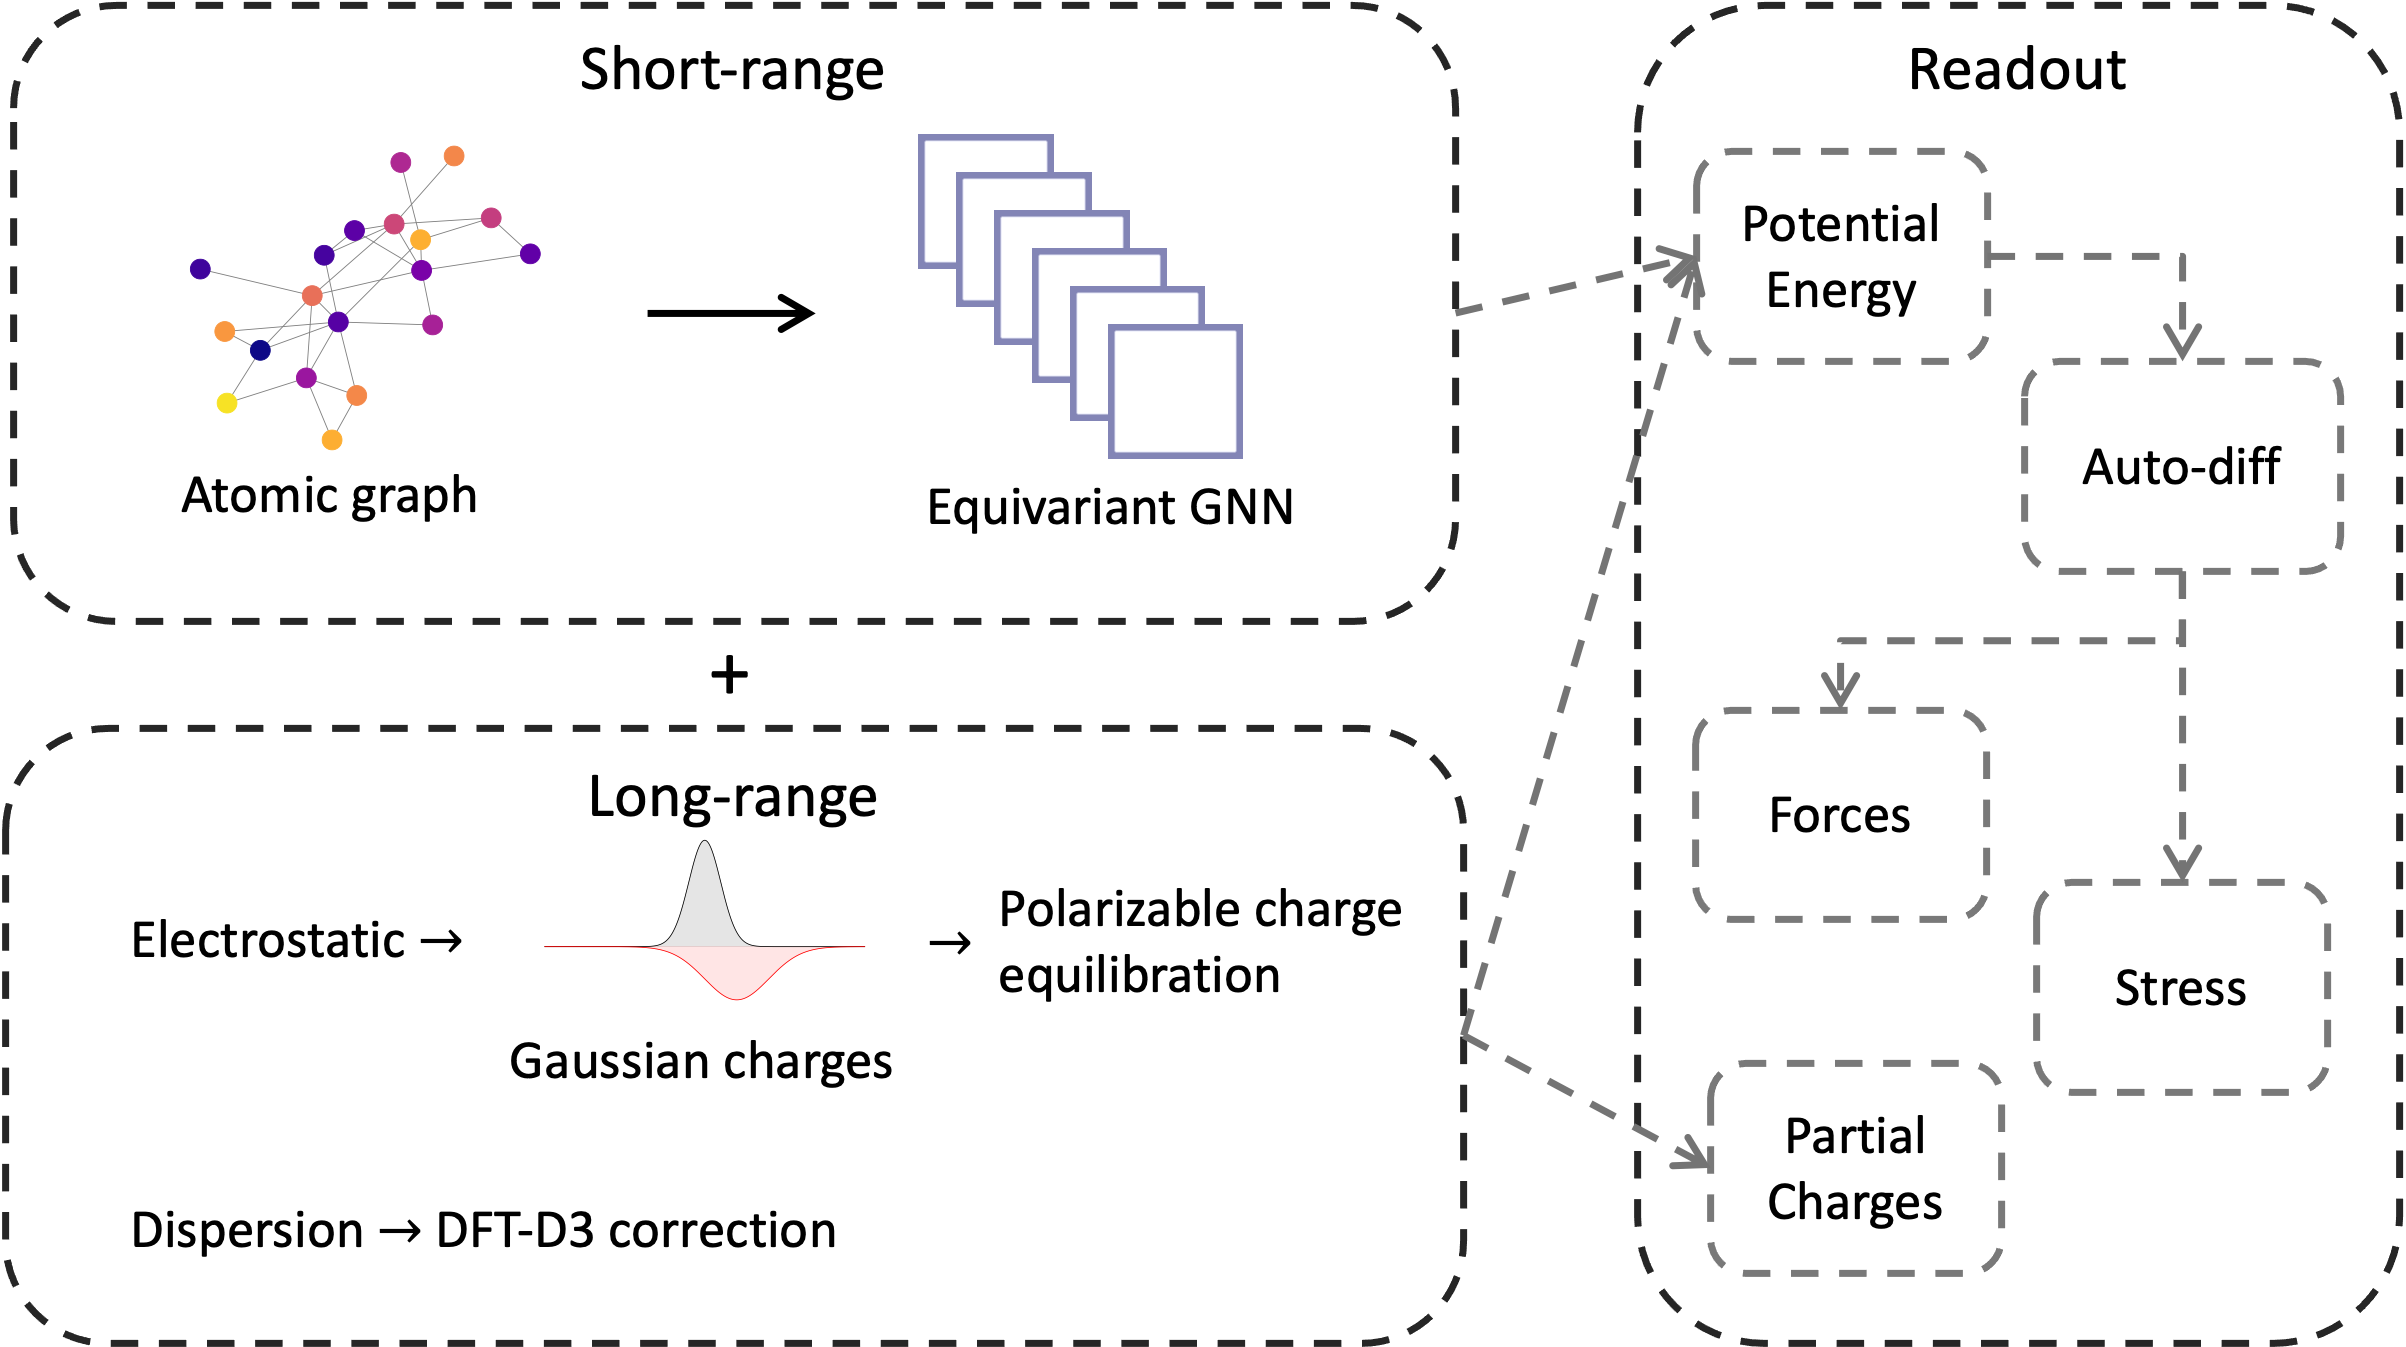 Short-range
Atomic graph
Equivariant GNN
+
Long-range
Electrostatic →
Gaussian charges
→ Polarizable charge
equilibration
Dispersion → DFT-D3 correction
Readout
Potential
Energy
Auto-diff
Forces
Stress
Partial
Charges